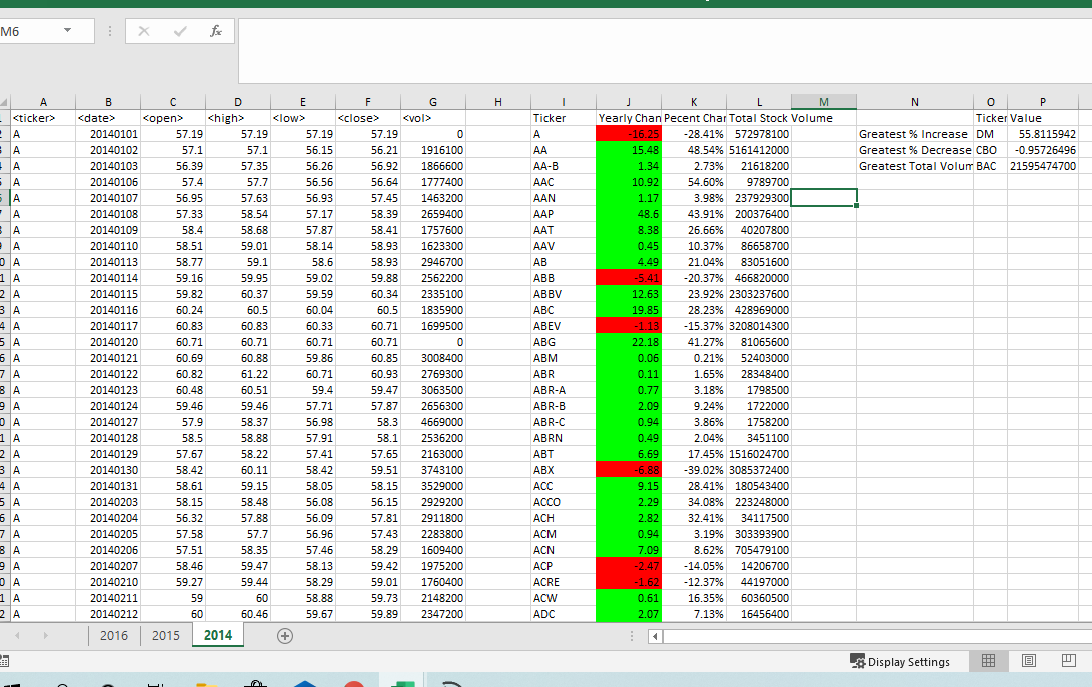 M6 fx
A B C D E F G H I J K L M N O P
<ticker> <date> <open> <high> <low> <close> <vol> Ticker Yearly Chan Pecent Char Total Stock Volume Ticker Value
A 20140101 57.19 57.19 57.19 57.19 0 A -16.25 -28.41% 572978100 Greatest % Increase DM 55.8115942
A 20140102 57.1 57.1 56.15 56.21 1916100 AA 15.48 48.54% 5161412000 Greatest % Decrease CBO -0.95726496
A 20140103 56.39 57.35 56.26 56.92 1866600 AA-B 1.34 2.73% 21618200 Greatest Total Volum BAC 21595474700
A 20140106 57.4 57.7 56.56 56.64 1777400 AAC 10.92 54.60% 9789700
A 20140107 56.95 57.63 56.93 57.45 1463200 AAN 1.17 3.98% 237929300
A 20140108 57.33 58.54 57.17 58.39 2659400 AAP 48.6 43.91% 200376400
A 20140109 58.4 58.68 57.87 58.41 1757600 AAT 8.38 26.66% 40207800
A 20140110 58.51 59.01 58.14 58.93 1623300 AAV 0.45 10.37% 86658700
A 20140113 58.77 59.1 58.6 58.93 2946700 AB 4.49 21.04% 83051600
A 20140114 59.16 59.95 59.02 59.88 2562200 ABB -5.41 -20.37% 466820000
A 20140115 59.82 60.37 59.59 60.34 2335100 ABBV 12.63 23.92% 2303237600
A 20140116 60.24 60.5 60.04 60.5 1835900 ABC 19.85 28.23% 428969000
A 20140117 60.83 60.83 60.33 60.71 1699500 ABEV -1.13 -15.37% 3208014300
A 20140120 60.71 60.71 60.71 60.71 0 ABG 22.18 41.27% 81065600
A 20140121 60.69 60.88 59.86 60.85 3008400 ABM 0.06 0.21% 52403000
A 20140122 60.82 61.22 60.71 60.93 2769300 ABR 0.11 1.65% 28348400
A 20140123 60.48 60.51 59.4 59.47 3063500 ABR-A 0.77 3.18% 1798500
A 20140124 59.46 59.46 57.71 57.87 2656300 ABR-B 2.09 9.24% 1722000
A 20140127 57.9 58.37 56.98 58.3 4669000 ABR-C 0.94 3.86% 1758200
A 20140128 58.5 58.88 57.91 58.1 2536200 ABRN 0.49 2.04% 3451100
A 20140129 57.67 58.22 57.41 57.65 2163000 ABT 6.69 17.45% 1516024700
A 20140130 58.42 60.11 58.42 59.51 3743100 ABX -6.88 -39.02% 3085372400
A 20140131 58.61 59.15 58.05 58.15 3529000 ACC 9.15 28.41% 180543400
A 20140203 58.15 58.48 56.08 56.15 2929200 ACCO 2.29 34.08% 223248000
A 20140204 56.32 57.88 56.09 57.81 2911800 ACH 2.82 32.41% 34117500
A 20140205 57.58 57.7 56.96 57.43 2283800 ACM 0.94 3.19% 303393900
A 20140206 57.51 58.35 57.46 58.29 1609400 ACN 7.09 8.62% 705479100
A 20140207 58.46 59.47 58.13 59.42 1975200 ACP -2.47 -14.05% 14206700
A 20140210 59.27 59.44 58.29 59.01 1760400 ACRE -1.62 -12.37% 44197000
A 20140211 59 60 58.88 59.73 2148200 ACW 0.61 16.35% 60360500
A 20140212 60 60.46 59.67 59.89 2347200 ADC 2.07 7.13% 16456400
2016 2015 2014
Display Settings